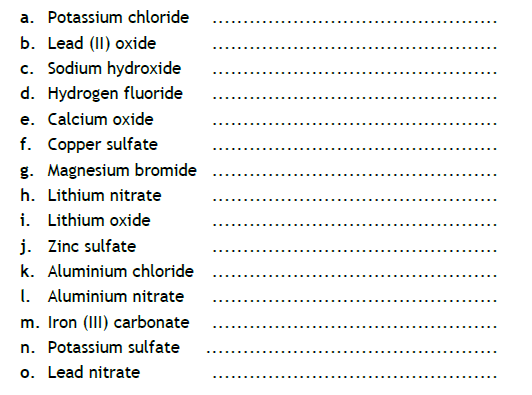 a. Potassium chloride ....................................................
b. Lead (II) oxide ....................................................
c. Sodium hydroxide ....................................................
d. Hydrogen fluoride ....................................................
e. Calcium oxide ....................................................
f. Copper sulfate ....................................................
g. Magnesium bromide ....................................................
h. Lithium nitrate ....................................................
i. Lithium oxide ....................................................
j. Zinc sulfate ....................................................
k. Aluminium chloride ....................................................
l. Aluminium nitrate ....................................................
m. Iron (III) carbonate ....................................................
n. Potassium sulfate .....................................................
o. Lead nitrate ....................................................